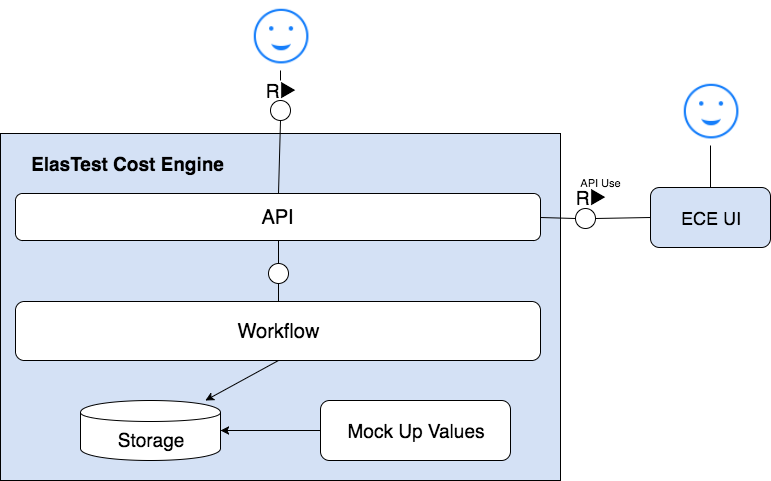 R▶
ElasTest Cost Engine
API Use
R▶
API
ECE UI
Workflow
Storage
Mock Up Values